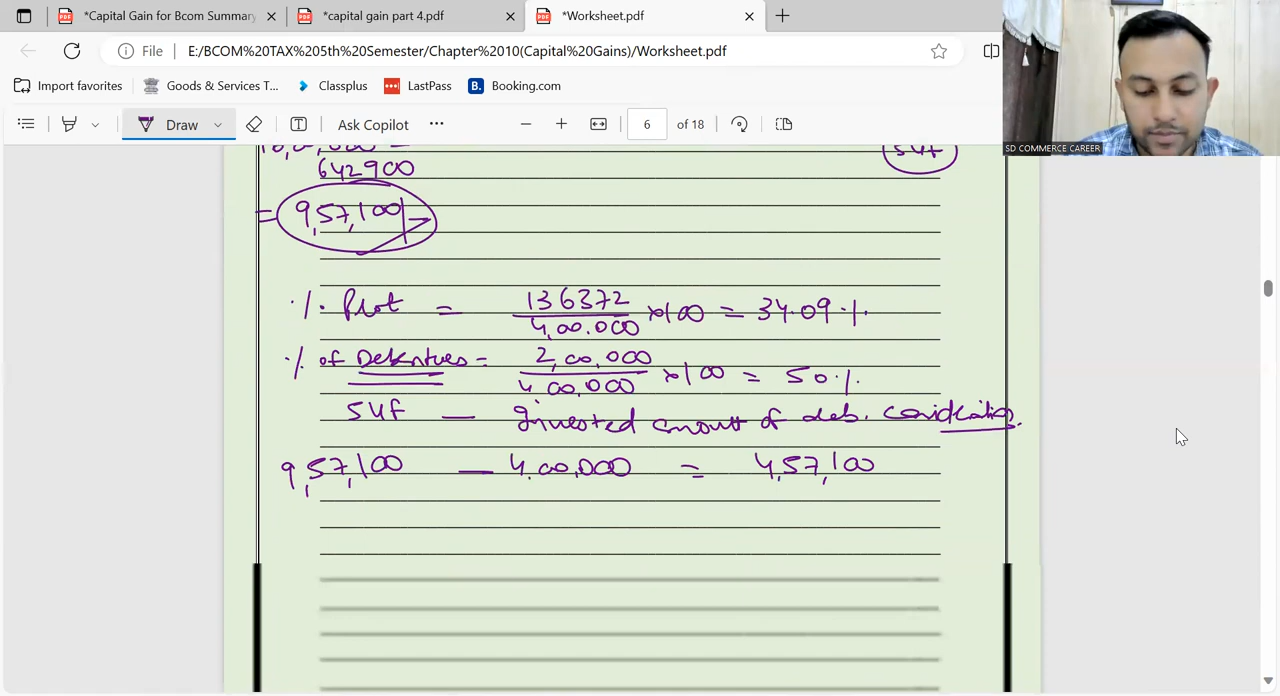 *Capital Gain for Bcom Summary
*capital gain part 4.pdf
*Worksheet.pdf
File E:/BCOM%20TAX%205th%20Semester/Chapter%2010(Capital%20Gains)/Worksheet.pdf
Import favorites Goods & Services T... Classplus LastPass B. Booking.com
Draw Ask Copilot ... 6 of 18
SD COMMERCE CAREER
642900
= 9,57,100/-
%. Plot = 136372 / 4,00,000 ×100 = 34.09%.
% of Debentures = 2,00,000 / 4,00,000 ×100 = 50%.
Suf — Invested amount of deb. consideration.
9,57,100 — 4,00,000 = 4,57,100